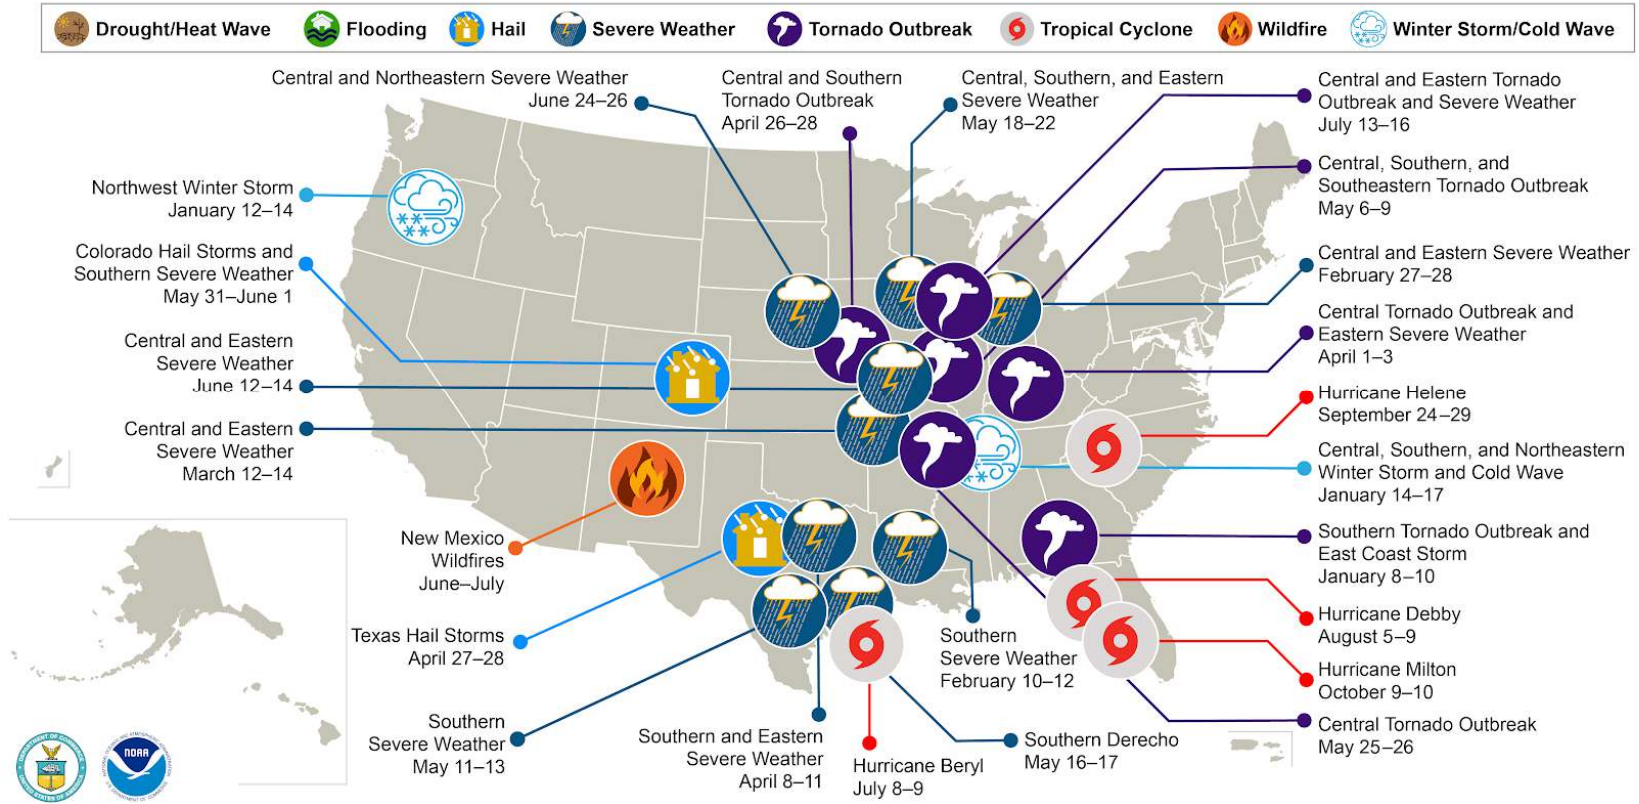 Drought/Heat Wave
Flooding
Hail
Severe Weather
Tornado Outbreak
Tropical Cyclone
Wildfire
Winter Storm/Cold Wave
Central and Northeastern Severe Weather
June 24–26
Central and Southern
Tornado Outbreak
April 26–28
Central, Southern, and Eastern
Severe Weather
May 18–22
Central and Eastern Tornado
Outbreak and Severe Weather
July 13–16
Northwest Winter Storm
January 12–14
Central, Southern, and
Southeastern Tornado Outbreak
May 6–9
Colorado Hail Storms and
Southern Severe Weather
May 31–June 1
Central and Eastern Severe Weather
February 27–28
Central and Eastern
Severe Weather
June 12–14
Central Tornado Outbreak and
Eastern Severe Weather
April 1–3
Central and Eastern
Severe Weather
March 12–14
Hurricane Helene
September 24–29
Central, Southern, and Northeastern
Winter Storm and Cold Wave
January 14–17
New Mexico
Wildfires
June–July
Southern Tornado Outbreak and
East Coast Storm
January 8–10
Texas Hail Storms
April 27–28
Hurricane Debby
August 5–9
Southern
Severe Weather
February 10–12
Hurricane Milton
October 9–10
Southern
Severe Weather
May 11–13
Southern and Eastern
Severe Weather
April 8–11
Hurricane Beryl
July 8–9
Southern Derecho
May 16–17
Central Tornado Outbreak
May 25–26
DEPARTMENT OF COMMERCE
UNITED STATES OF AMERICA
NOAA